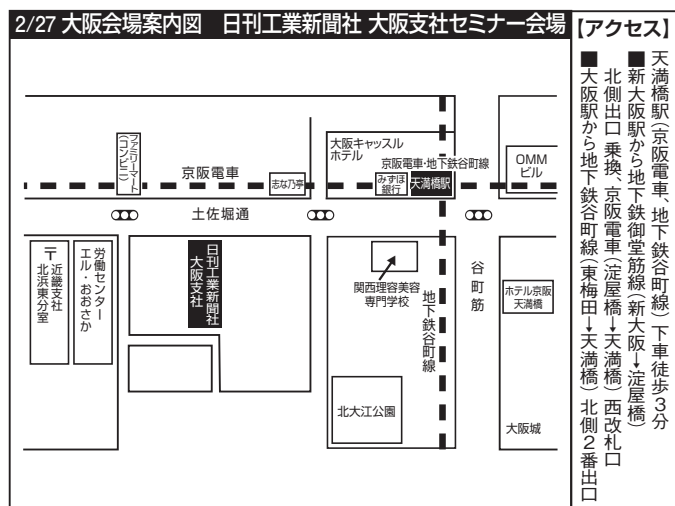 2/27 大阪会場案内図　日刊工業新聞社 大阪支社セミナー会場
【アクセス】
天満橋駅（京阪電車、地下鉄谷町線）下車徒歩3分
■新大阪駅から地下鉄御堂筋線（新大阪→淀屋橋）
北側出口 乗換、京阪電車（淀屋橋→天満橋）西改札口
■大阪駅から地下鉄谷町線（東梅田→天満橋）北側2番出口
ファミリーマート
（コンビニ）
京阪電車
志な乃亭
大阪キャッスル
ホテル
京阪電車・地下鉄谷町線
みずほ
銀行
天満橋駅
OMM
ビル
土佐堀通
〒
近畿支社
北浜東分室
労働センター
エル・おおさか
日刊工業新聞社
大阪支社
関西理容美容
専門学校
地下鉄谷町線
谷町筋
ホテル京阪
天満橋
北大江公園
大阪城